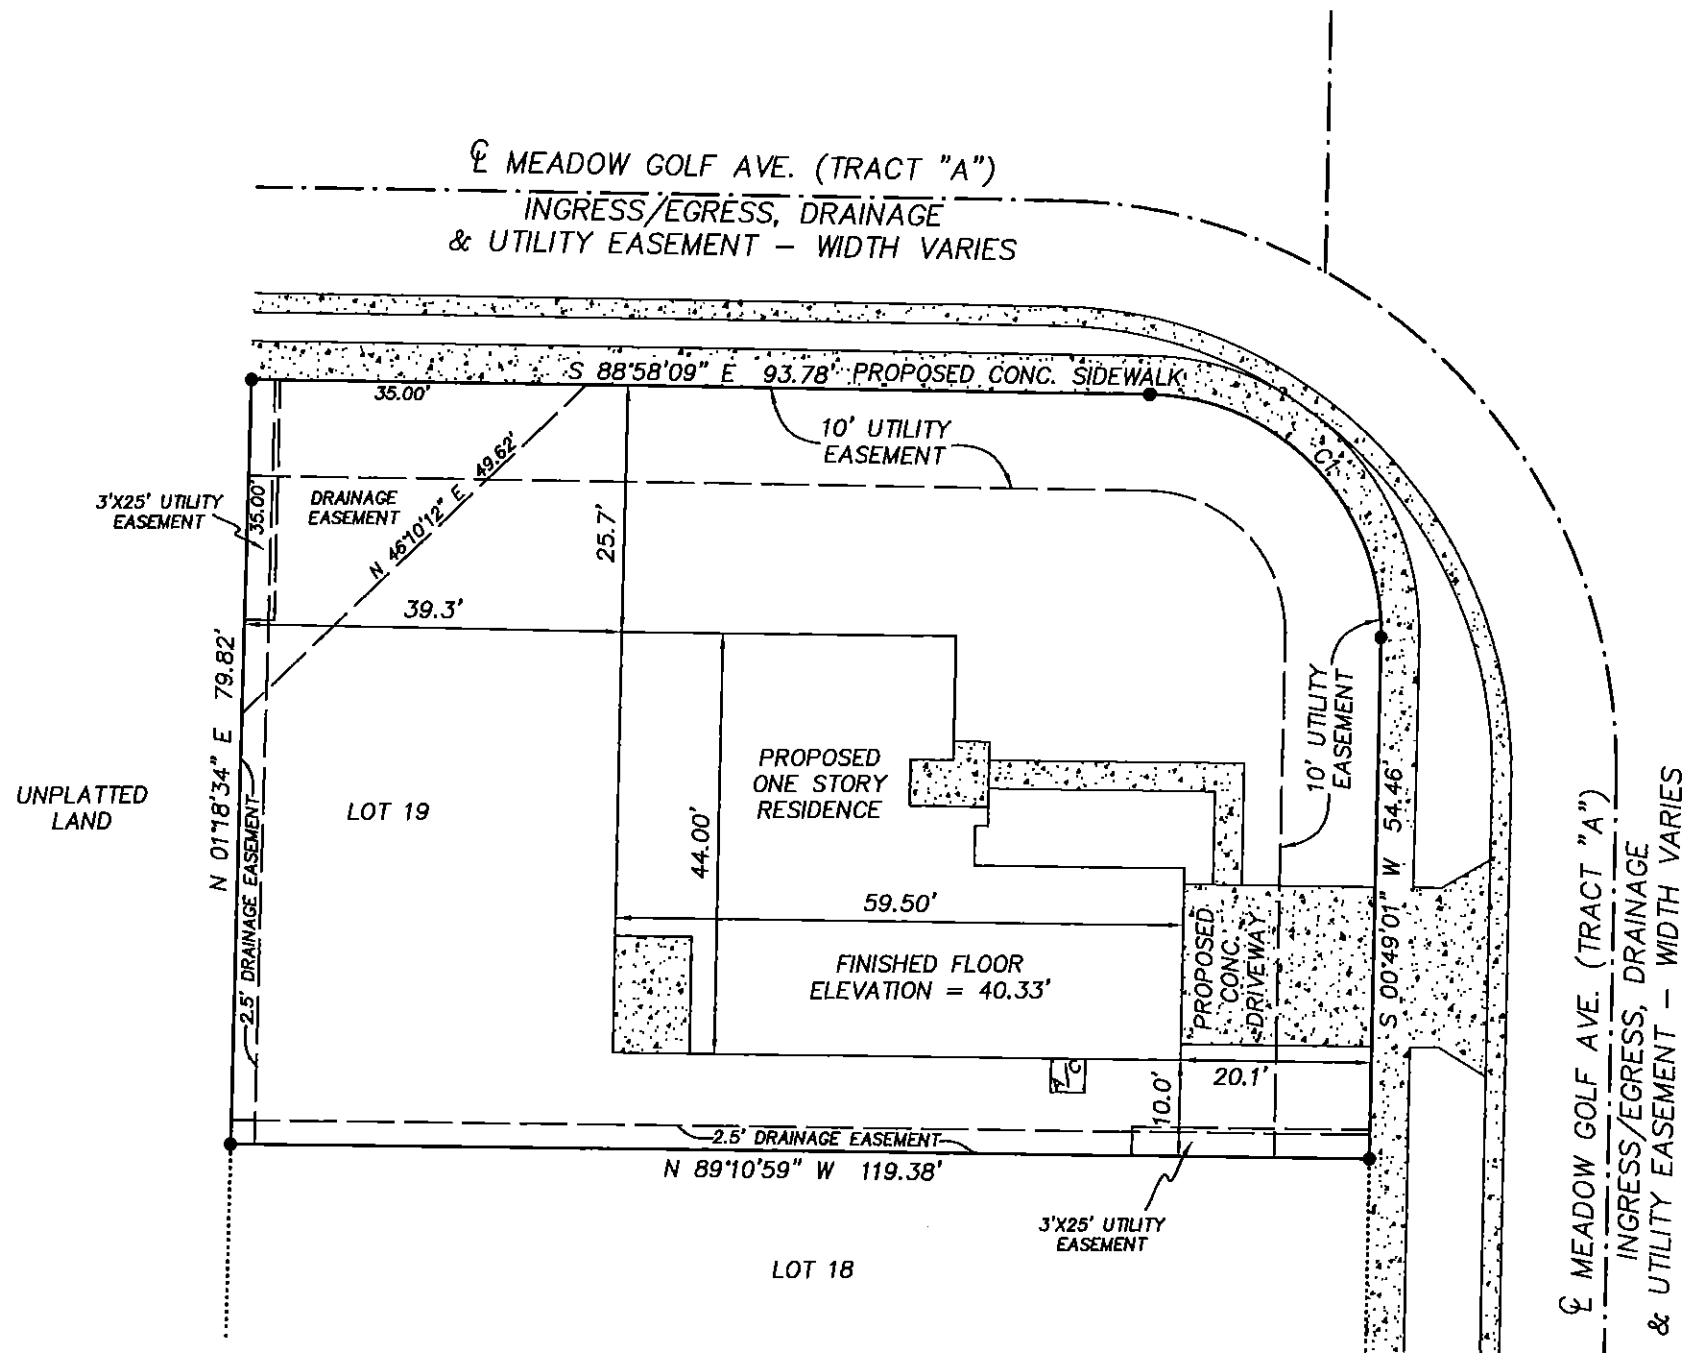 ℄ MEADOW GOLF AVE. (TRACT "A")
INGRESS/EGRESS, DRAINAGE
& UTILITY EASEMENT – WIDTH VARIES
S 88°58'09" E 93.78' PROPOSED CONC. SIDEWALK
35.00'
10' UTILITY
EASEMENT
C1
3'X25' UTILITY
EASEMENT
35.00'
DRAINAGE
EASEMENT
N 46°10'12" E 49.62'
25.7'
39.3'
N 01°18'34" E 79.82'
10' UTILITY
EASEMENT
PROPOSED
ONE STORY
RESIDENCE
UNPLATTED
LAND
LOT 19
44.00'
2.5' DRAINAGE EASEMENT
59.50'
FINISHED FLOOR
ELEVATION = 40.33'
PROPOSED
CONC.
DRIVEWAY
S 00°49'01" W 54.46'
A/C
20.1'
10.0'
2.5' DRAINAGE EASEMENT
N 89°10'59" W 119.38'
3'X25' UTILITY
EASEMENT
LOT 18
℄ MEADOW GOLF AVE. (TRACT "A")
INGRESS/EGRESS, DRAINAGE
& UTILITY EASEMENT – WIDTH VARIES